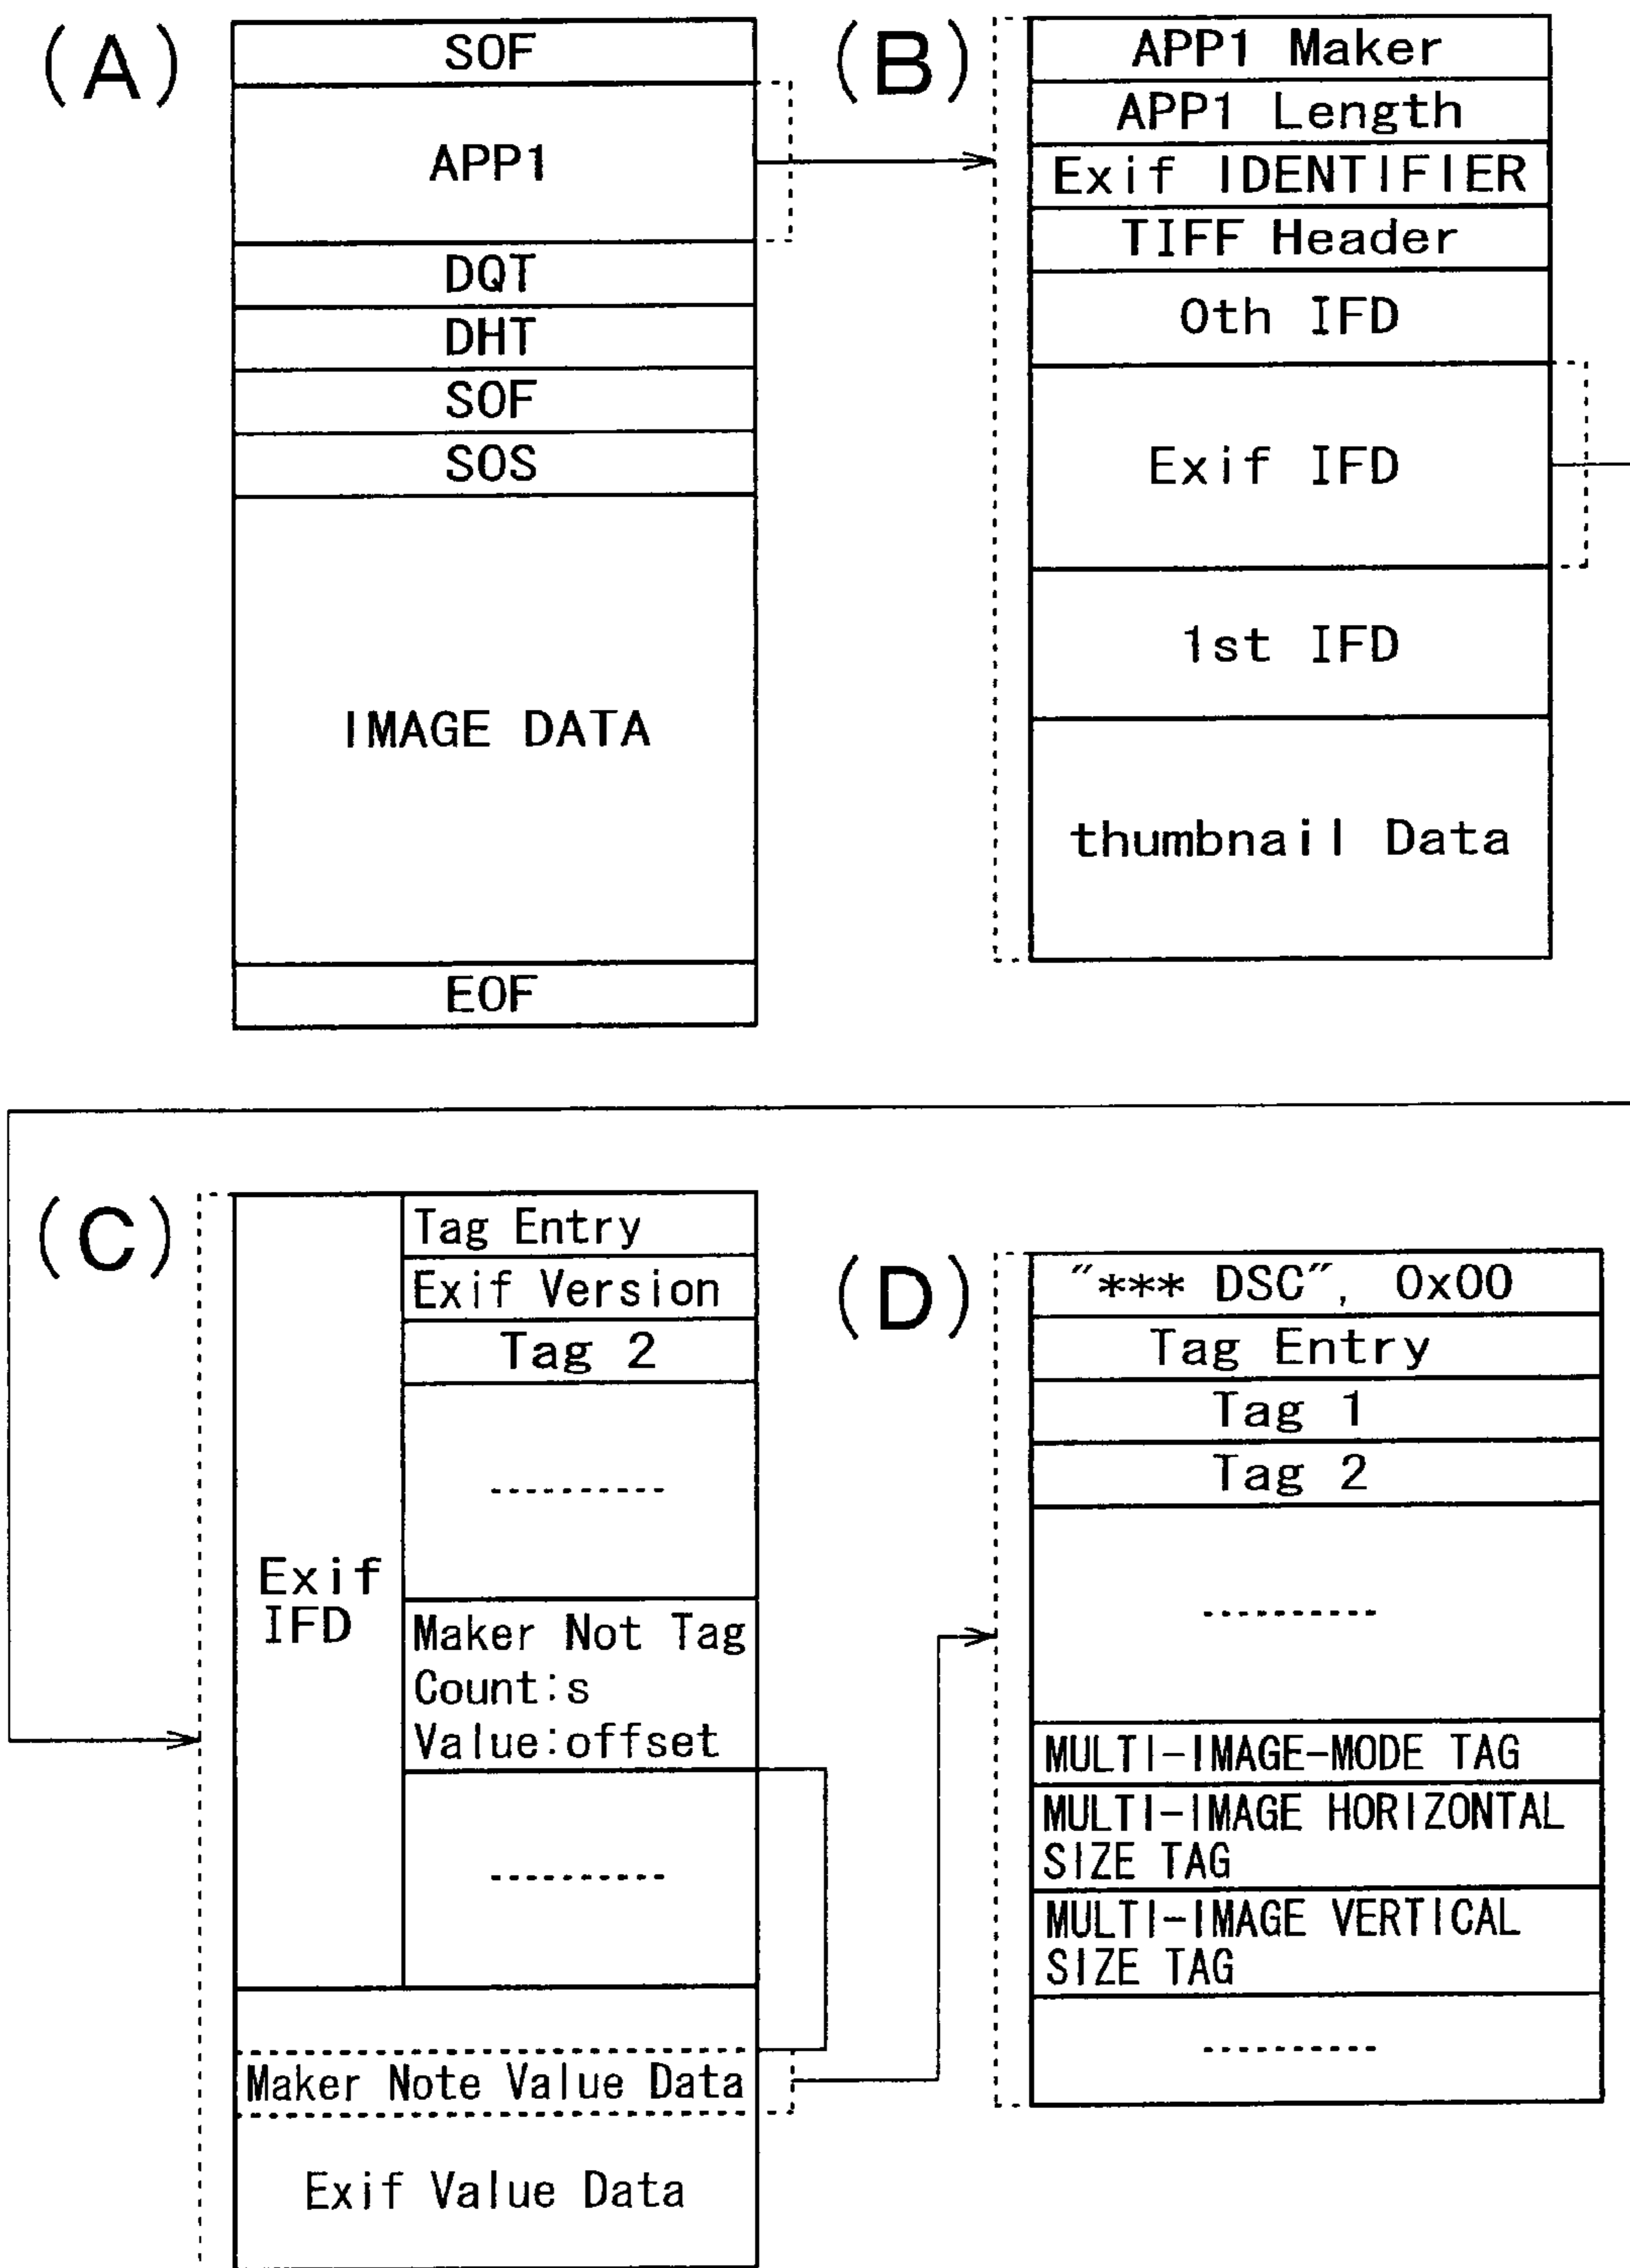 (A)
SOF
APP1
DQT
DHT
SOF
SOS
IMAGE DATA
EOF
(B)
APP1 Maker
APP1 Length
Exif IDENTIFIER
TIFF Header
0th IFD
Exif IFD
1st IFD
thumbnail Data
(C)
Exif
IFD
Tag Entry
Exif Version
Tag 2
Maker Not Tag
Count:s
Value:offset
Maker Note Value Data
Exif Value Data
(D)
"*** DSC", 0x00
Tag Entry
Tag 1
Tag 2
MULTI-IMAGE-MODE TAG
MULTI-IMAGE HORIZONTAL
SIZE TAG
MULTI-IMAGE VERTICAL
SIZE TAG